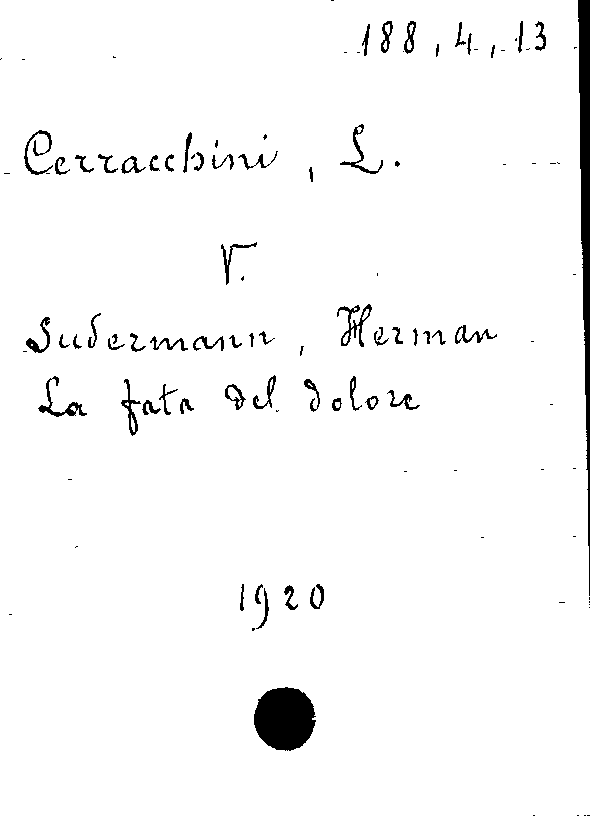 188, 4, 13
Cerracchini, L.
V.
Sudermann, Herman
La fata del dolore
1920